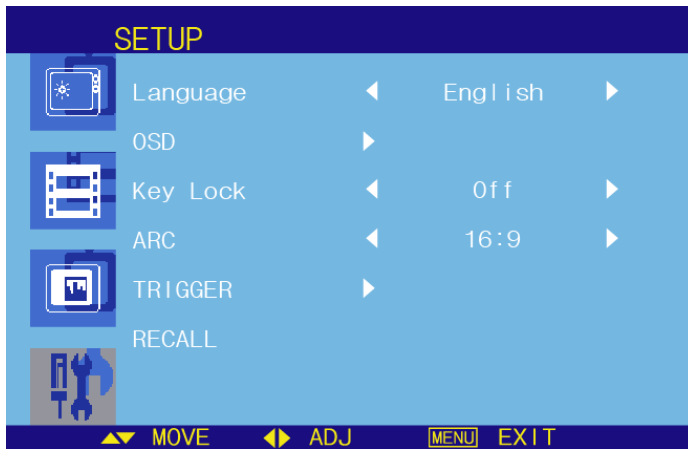 SETUP
Language English
OSD
Key Lock Off
ARC 16:9
TRIGGER
RECALL
MOVE ADJ MENU EXIT